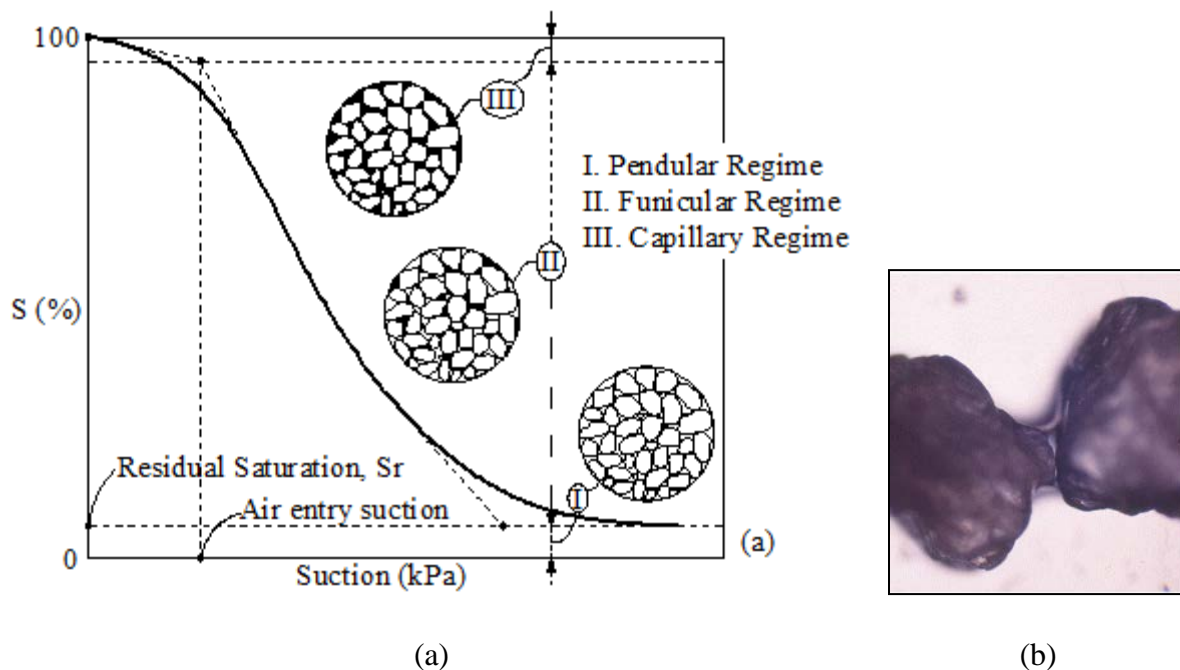 100
III
I. Pendular Regime
II. Funicular Regime
III. Capillary Regime
II
S (%)
Residual Saturation, Sr
I
Air entry suction
(a)
0
Suction (kPa)
(a)
(b)